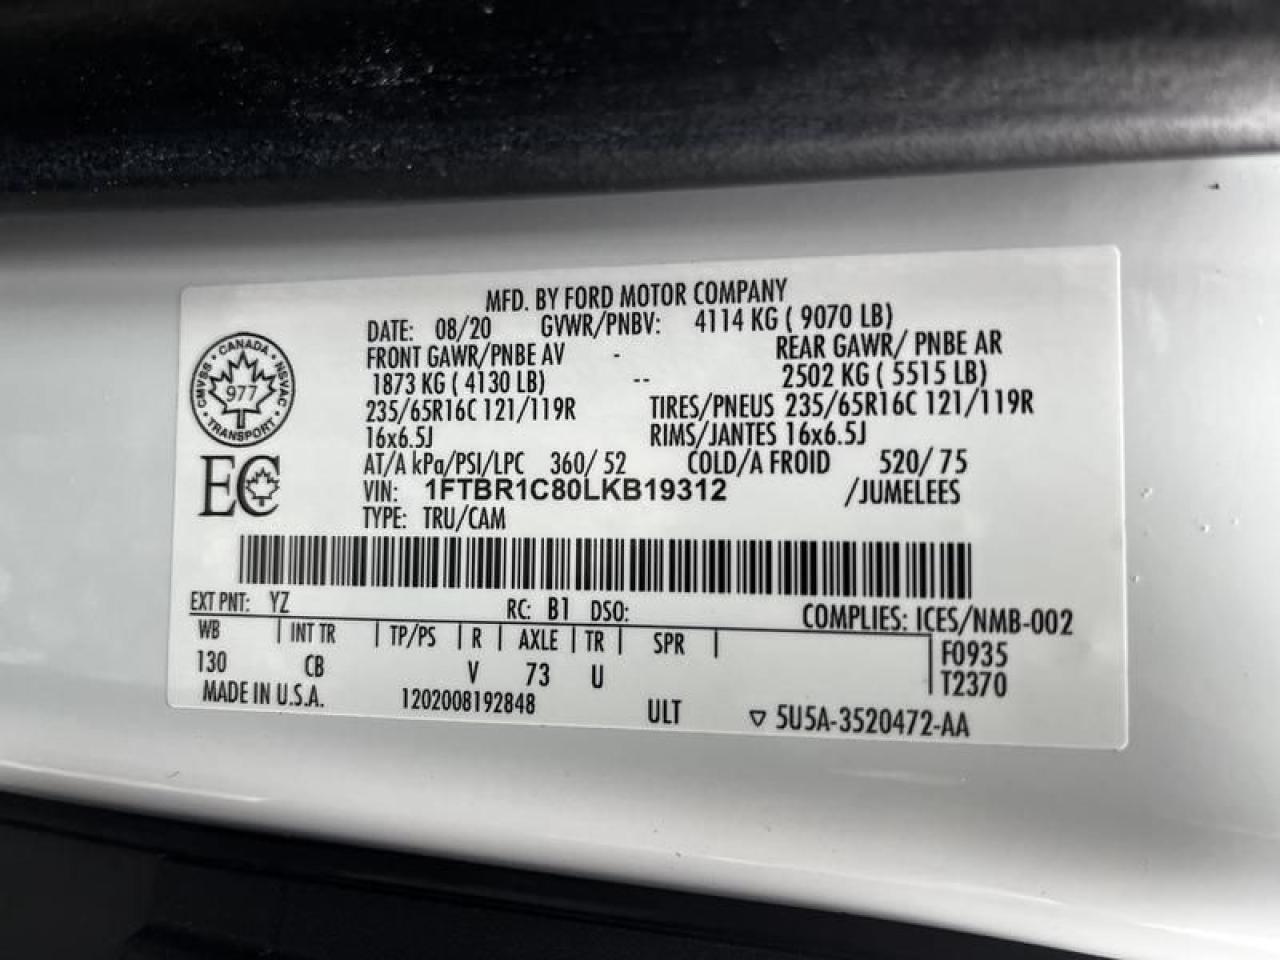 MFD. BY FORD MOTOR COMPANY
DATE: 08/20 GVWR/PNBV: 4114 KG ( 9070 LB)
FRONT GAWR/PNBE AV - REAR GAWR/ PNBE AR
1873 KG ( 4130 LB) -- 2502 KG ( 5515 LB)
235/65R16C 121/119R TIRES/PNEUS 235/65R16C 121/119R
16x6.5J RIMS/JANTES 16x6.5J
AT/A kPa/PSI/LPC 360/ 52 COLD/A FROID 520/ 75
VIN: 1FTBR1C80LKB19312 /JUMELEES
TYPE: TRU/CAM
CANADA
CMVSS • NSVAC
977
TRANSPORT
EC
EXT PNT: YZ RC: B1 DSO: COMPLIES: ICES/NMB-002
WB | INT TR | TP/PS | R | AXLE | TR | SPR | F0935
130 CB V 73 U T2370
MADE IN U.S.A. 1202008192848 ULT ▽ 5U5A-3520472-AA